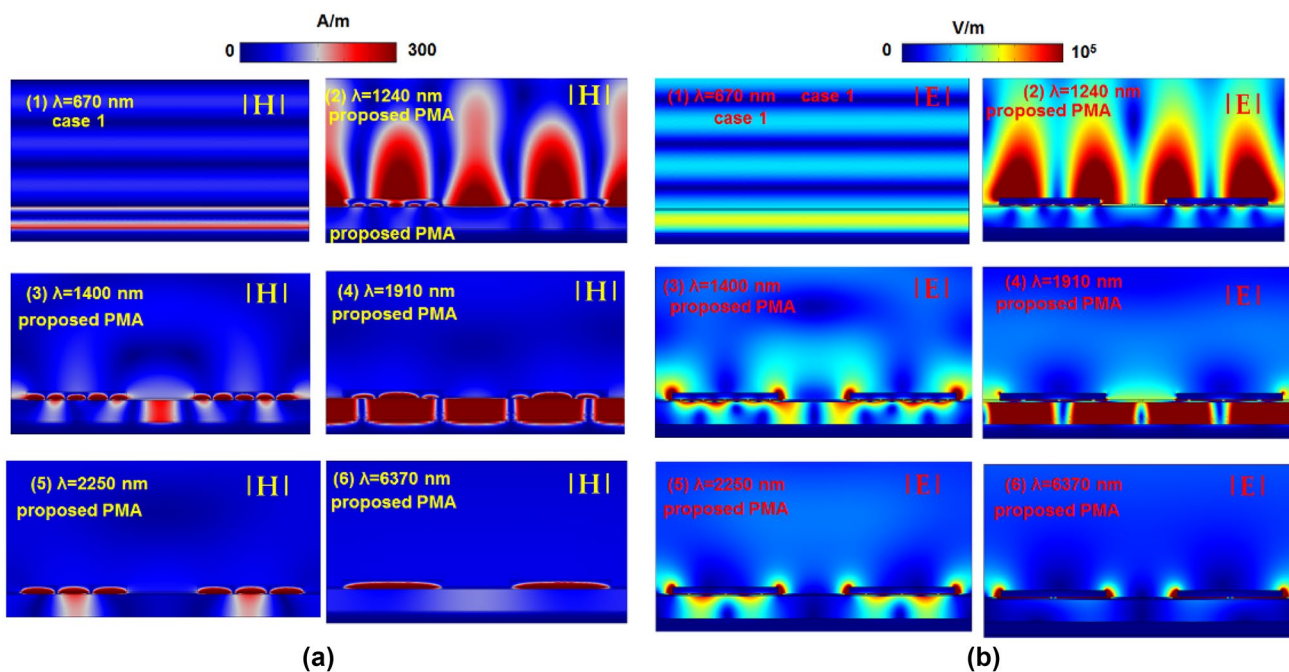 A/m
0 300
(1) λ=670 nm
case 1
|H|
(2) λ=1240 nm
proposed PMA
|H|
proposed PMA
(3) λ=1400 nm
proposed PMA
|H|
(4) λ=1910 nm
proposed PMA
|H|
(5) λ=2250 nm
proposed PMA
|H|
(6) λ=6370 nm
proposed PMA
|H|
(a)
V/m
0 10⁵
(1) λ=670 nm case 1
case 1
|E|
(2) λ=1240 nm
proposed PMA
|E|
(3) λ=1400 nm
proposed PMA
|E|
(4) λ=1910 nm
proposed PMA
|E|
(5) λ=2250 nm
proposed PMA
|E|
(6) λ=6370 nm
proposed PMA
|E|
(b)